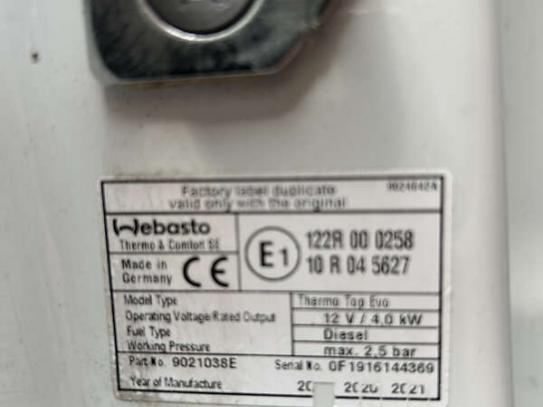 Factory label duplicate 9024642A
valid only with the original
Webasto
Thermo & Comfort SE
Made in
Germany
CE
E1
122R 00 0258
10 R 04 5627
Model Type Thermo Top Evo
Operating Voltage/Rated Output 12 V / 4,0 kW
Fuel Type Diesel
Working Pressure max. 2,5 bar
Part No. 9021038E Serial No. 0F1916144369
Year of Manufacture 2020 2021